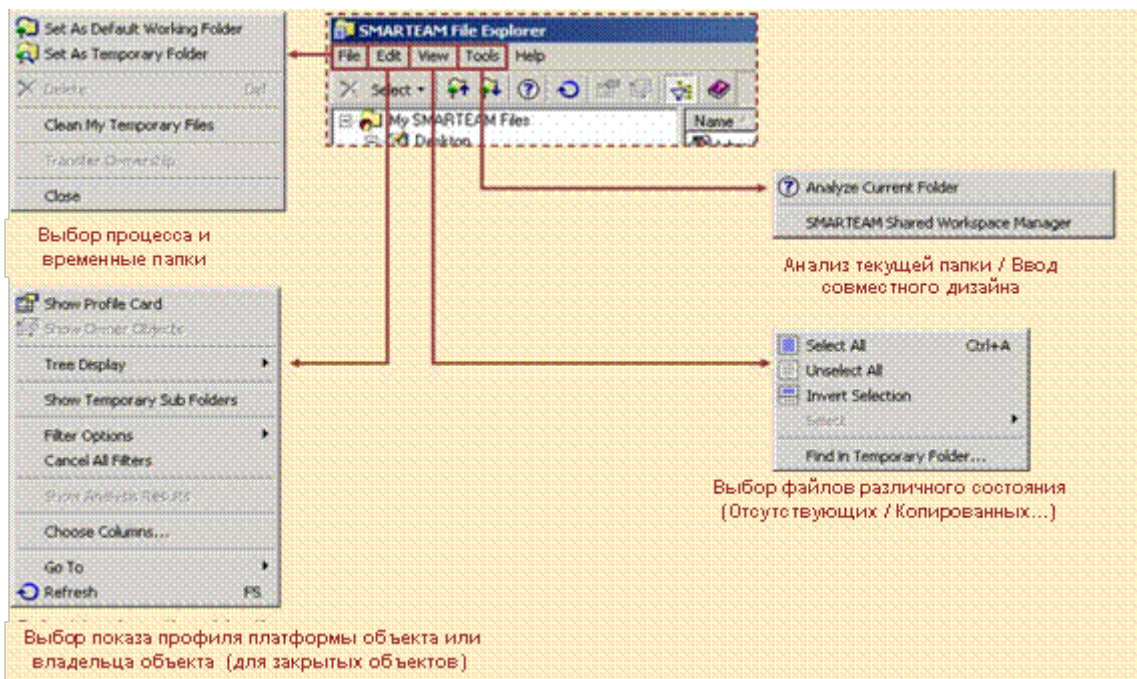 Set As Default Working Folder
Set As Temporary Folder
Delete Del
Clean My Temporary Files
Transfer Ownership...
Close
Выбор процесса и
временные папки
SMARTEAM File Explorer
File Edit View Tools Help
Select
My SMARTEAM Files
Desktop
Name
Analyze Current Folder
SMARTEAM Shared Workspace Manager
Анализ текущей папки / Ввод
совместного дизайна
Show Profile Card
Show Owner Objects
Tree Display
Show Temporary Sub Folders
Filter Options
Cancel All Filters
Show Analysis Results
Choose Columns...
Go To
Refresh F5
Выбор показа профиля платформы объекта или
владельца объекта (для закрытых объектов)
Select All Ctrl+A
Unselect All
Invert Selection
Select
Find in Temporary Folder...
Выбор файлов различного состояния
(Отсутствующих / Копированных...)